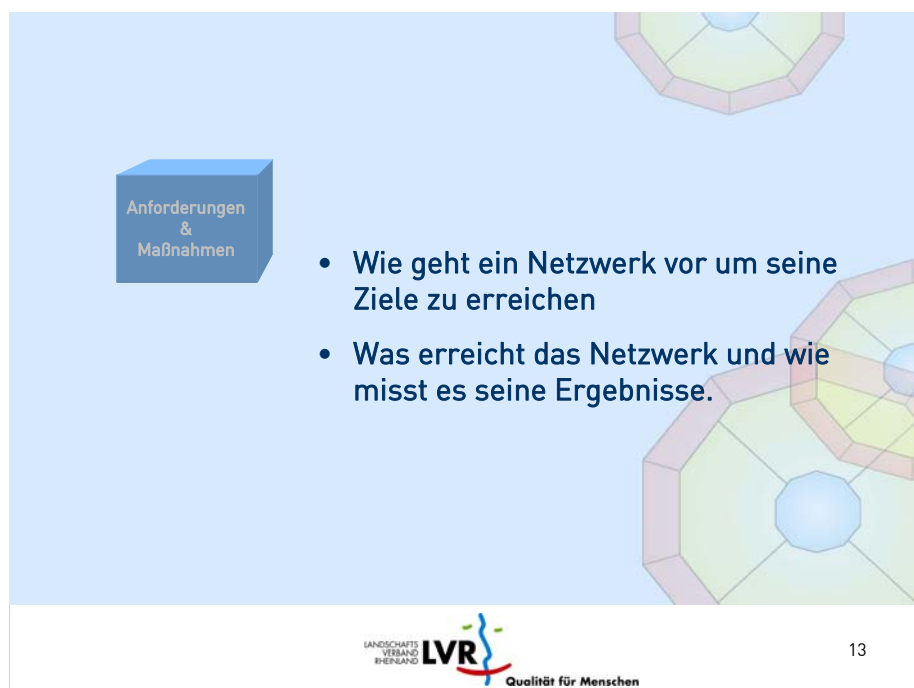 Anforderungen
&
Maßnahmen
• Wie geht ein Netzwerk vor um seine
Ziele zu erreichen
• Was erreicht das Netzwerk und wie
misst es seine Ergebnisse.
LANDSCHAFTS
VERBAND
RHEINLAND
LVR
Qualität für Menschen
13